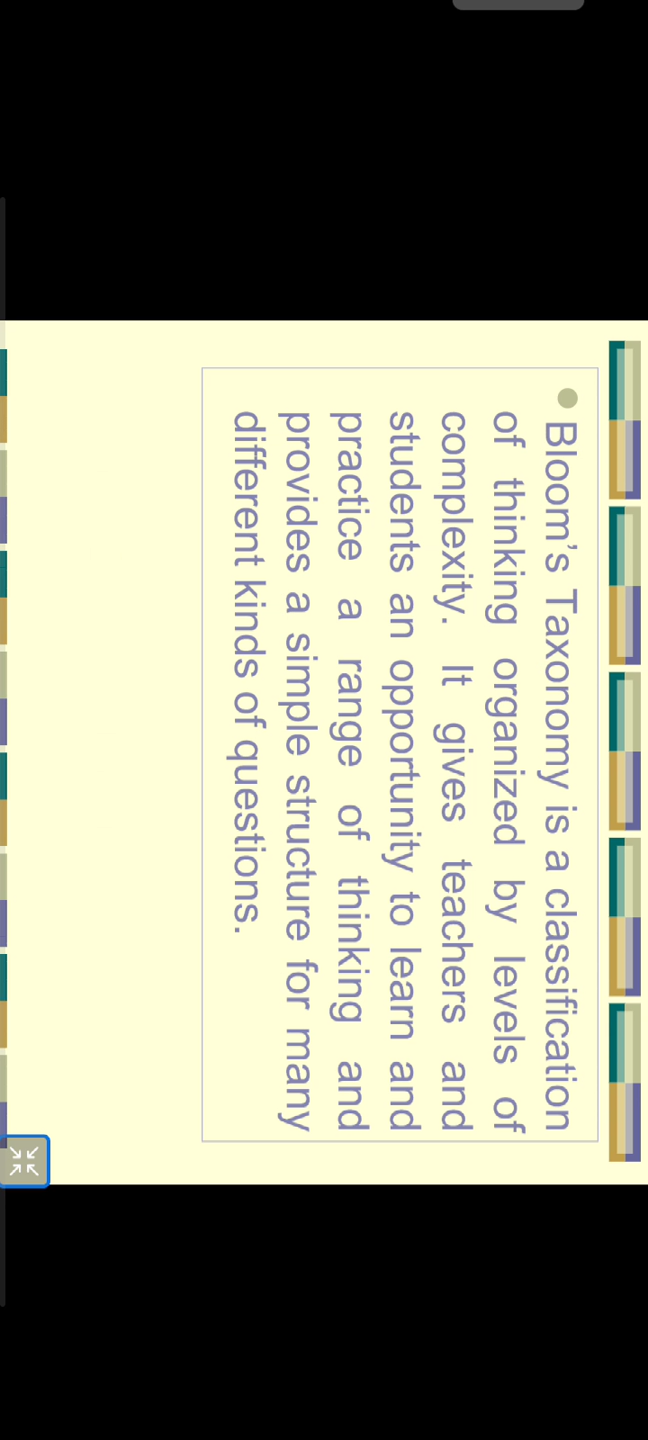 Bloom’s Taxonomy is a classification
of thinking organized by levels of
complexity. It gives teachers and
students an opportunity to learn and
practice a range of thinking and
provides a simple structure for many
different kinds of questions.